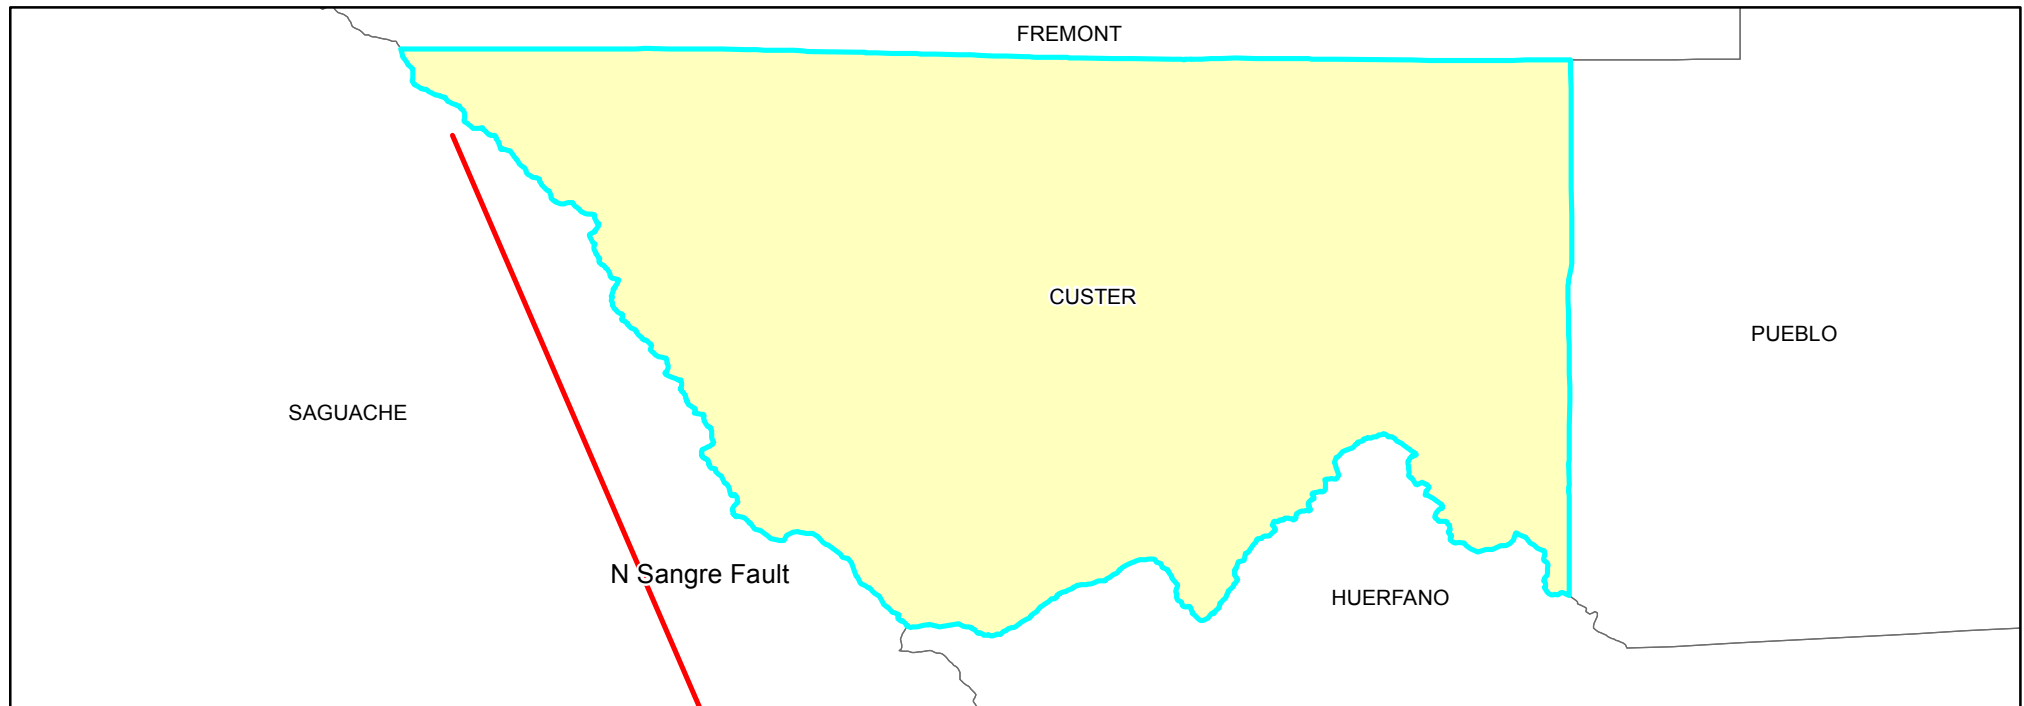 FREMONT
CUSTER
PUEBLO
SAGUACHE
N Sangre Fault
HUERFANO